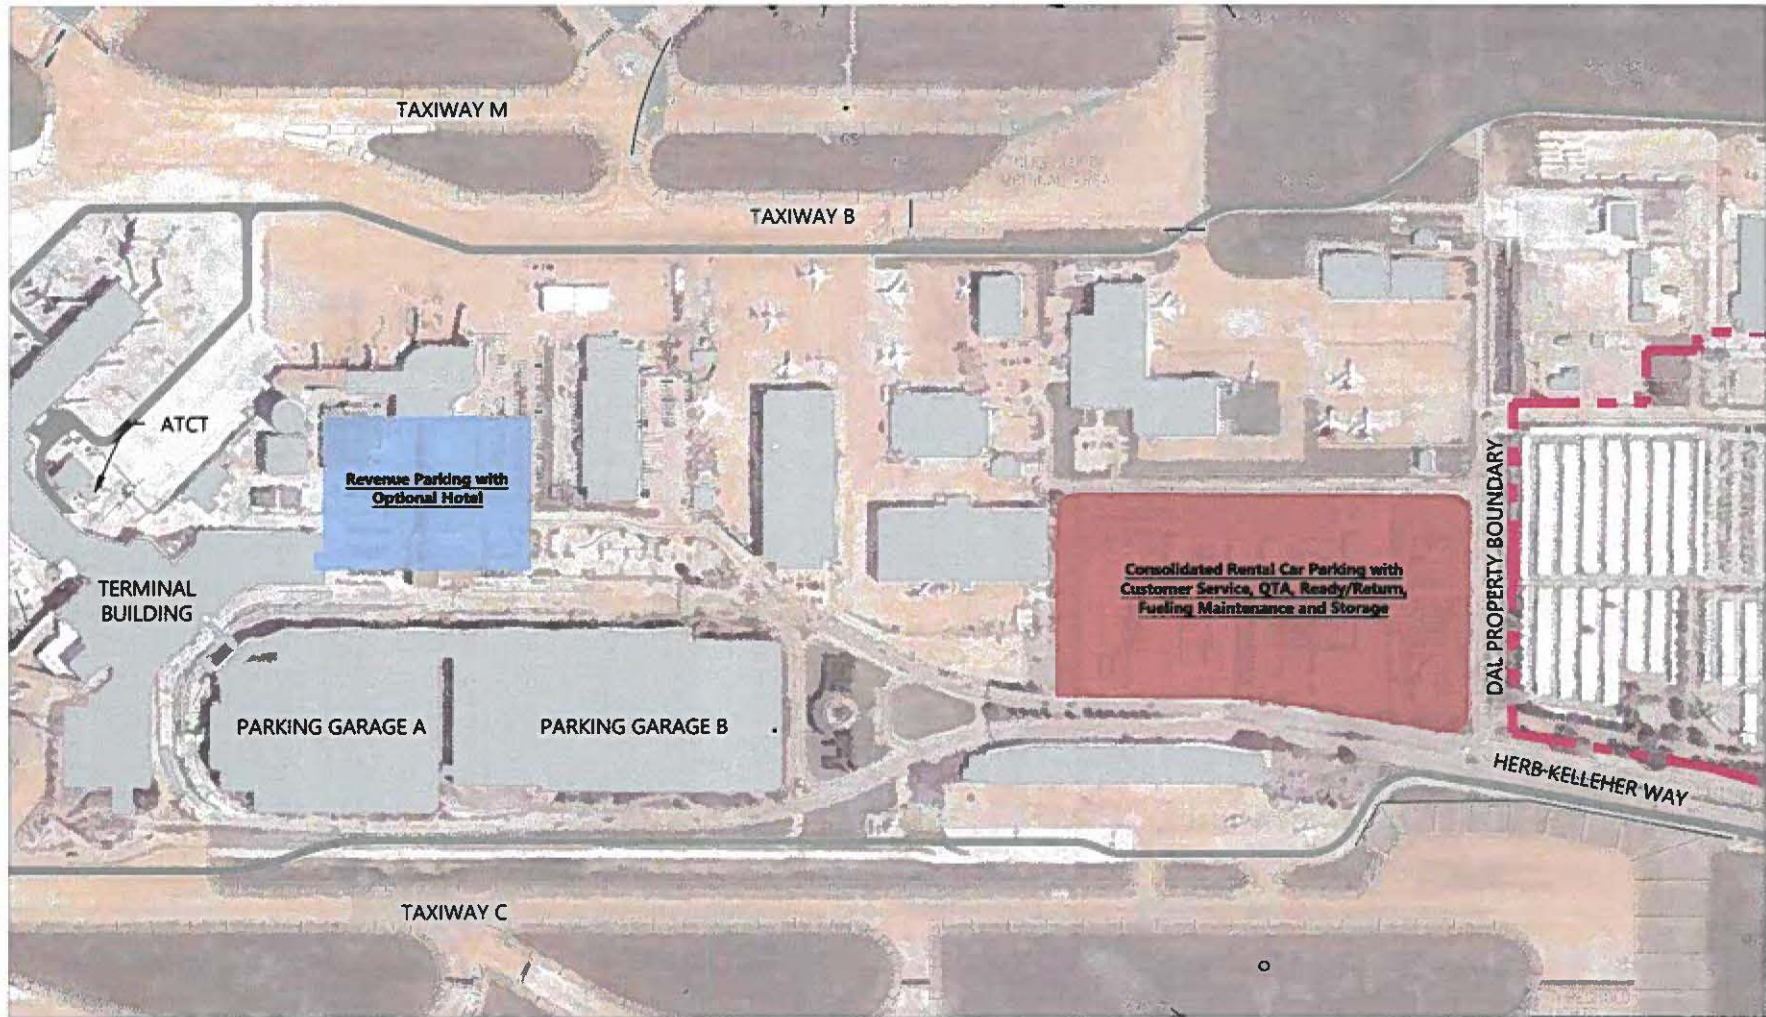 TAXIWAY M
TAXIWAY B
ATCT
Revenue Parking with
Optional Hotel
TERMINAL
BUILDING
Consolidated Rental Car Parking with
Customer Service, QTA, Ready/Return,
Fueling Maintenance and Storage
DAL PROPERTY BOUNDARY
PARKING GARAGE A
PARKING GARAGE B
HERB-KELLEHER WAY
TAXIWAY C